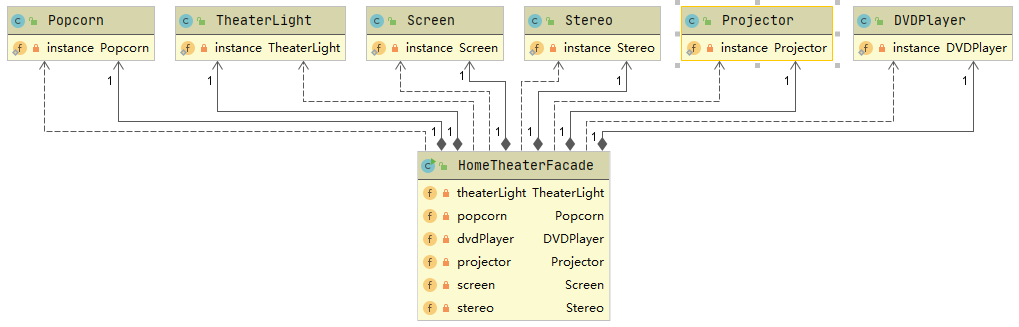 Popcorn
instance Popcorn
TheaterLight
instance TheaterLight
Screen
instance Screen
Stereo
instance Stereo
Projector
instance Projector
DVDPlayer
instance DVDPlayer
1 1 1 1 1 1
1 1 1 1 1 1
HomeTheaterFacade
theaterLight TheaterLight
popcorn Popcorn
dvdPlayer DVDPlayer
projector Projector
screen Screen
stereo Stereo